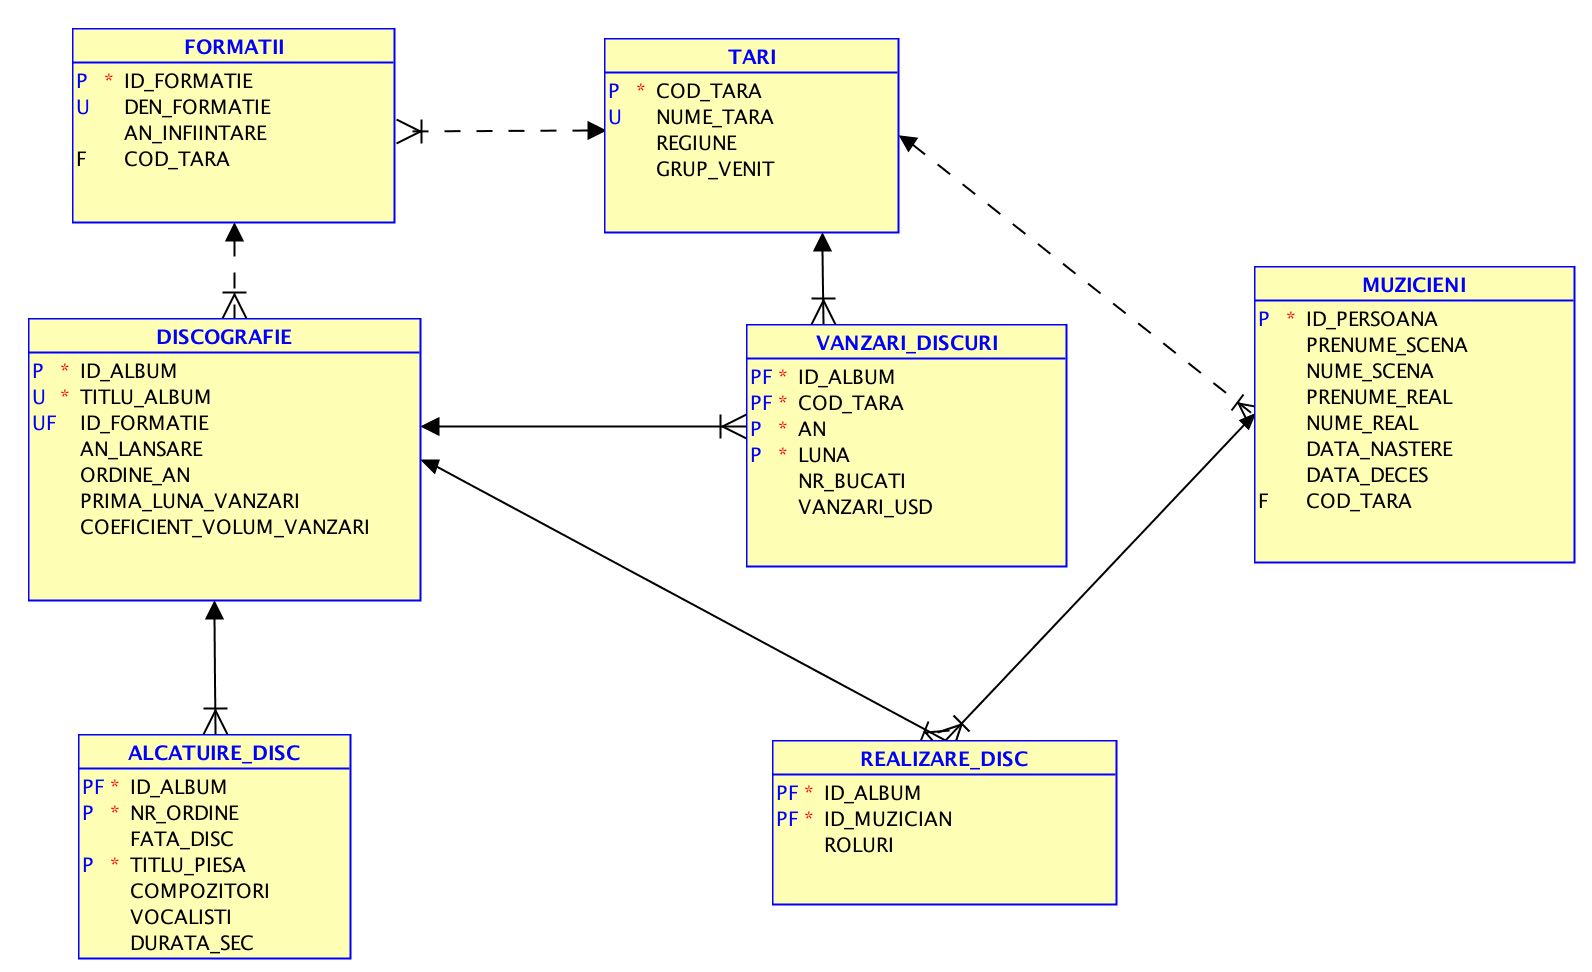 FORMATII
P * ID_FORMATIE
U DEN_FORMATIE
AN_INFIINTARE
F COD_TARA
TARI
P * COD_TARA
U NUME_TARA
REGIUNE
GRUP_VENIT
MUZICIENI
P * ID_PERSOANA
PRENUME_SCENA
NUME_SCENA
PRENUME_REAL
NUME_REAL
DATA_NASTERE
DATA_DECES
F COD_TARA
DISCOGRAFIE
P * ID_ALBUM
U * TITLU_ALBUM
UF ID_FORMATIE
AN_LANSARE
ORDINE_AN
PRIMA_LUNA_VANZARI
COEFICIENT_VOLUM_VANZARI
VANZARI_DISCURI
PF * ID_ALBUM
PF * COD_TARA
P * AN
P * LUNA
NR_BUCATI
VANZARI_USD
ALCATUIRE_DISC
PF * ID_ALBUM
P * NR_ORDINE
FATA_DISC
P * TITLU_PIESA
COMPOZITORI
VOCALISTI
DURATA_SEC
REALIZARE_DISC
PF * ID_ALBUM
PF * ID_MUZICIAN
ROLURI